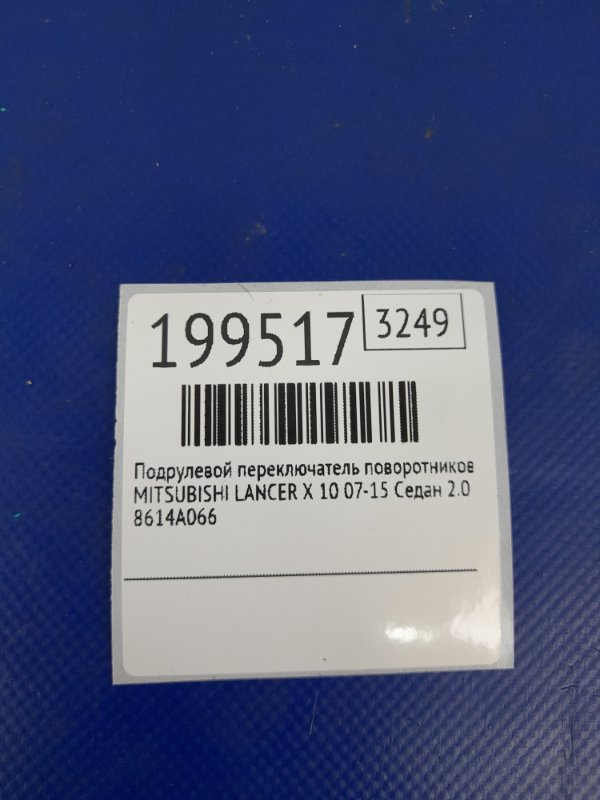 199517 3249
Подрулевой переключатель поворотников
MITSUBISHI LANCER X 10 07-15 Седан 2.0
8614A066